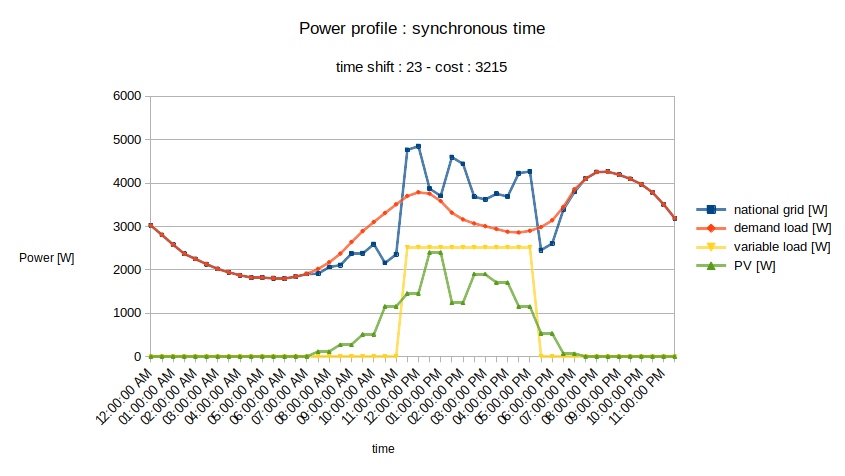 Power profile : synchronous time
time shift : 23 - cost : 3215
6000
5000
4000
3000
2000
1000
0
Power [W]
national grid [W]
demand load [W]
variable load [W]
PV [W]
12:00:00 AM
01:00:00 AM
02:00:00 AM
03:00:00 AM
04:00:00 AM
05:00:00 AM
06:00:00 AM
07:00:00 AM
08:00:00 AM
09:00:00 AM
10:00:00 AM
11:00:00 AM
12:00:00 PM
01:00:00 PM
02:00:00 PM
03:00:00 PM
04:00:00 PM
05:00:00 PM
06:00:00 PM
07:00:00 PM
08:00:00 PM
09:00:00 PM
10:00:00 PM
11:00:00 PM
time